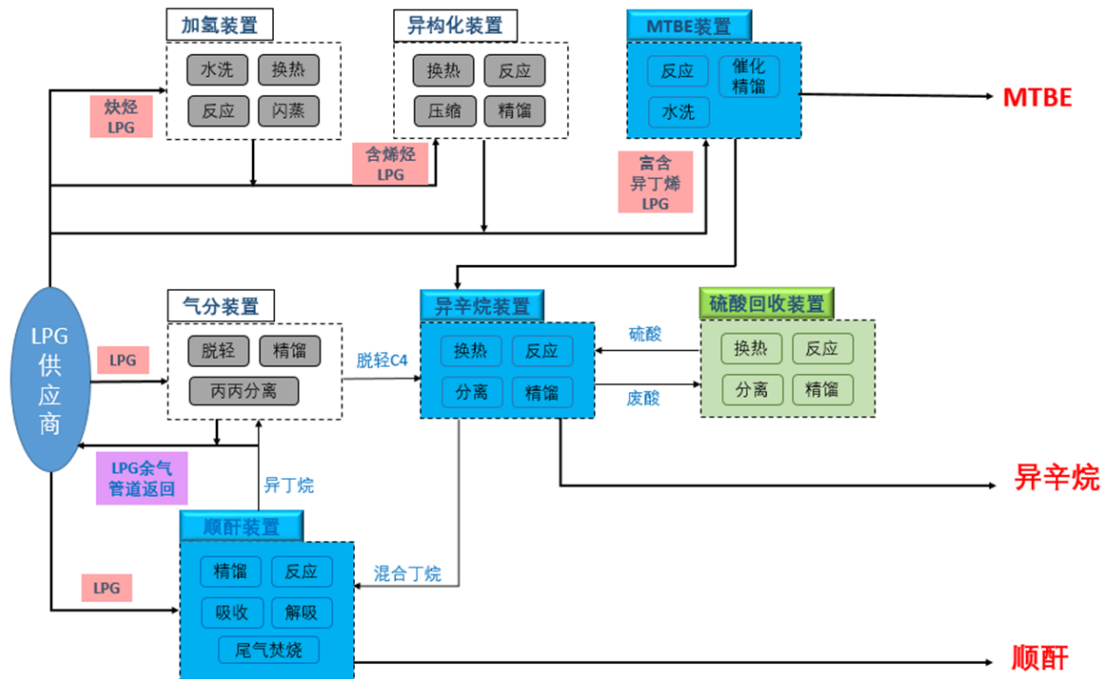 加氢装置
水洗
换热
反应
闪蒸
异构化装置
换热
反应
压缩
精馏
MTBE装置
反应
催化
精馏
水洗
MTBE
炔烃
LPG
含烯烃
LPG
富含
异丁烯
LPG
LPG
供
应
商
LPG
气分装置
脱轻
精馏
丙丙分离
脱轻C4
异辛烷装置
换热
反应
分离
精馏
硫酸
废酸
硫酸回收装置
换热
反应
分离
精馏
LPG余气
管道返回
异丁烷
异辛烷
顺酐装置
精馏
反应
吸收
解吸
尾气焚烧
混合丁烷
LPG
顺酐